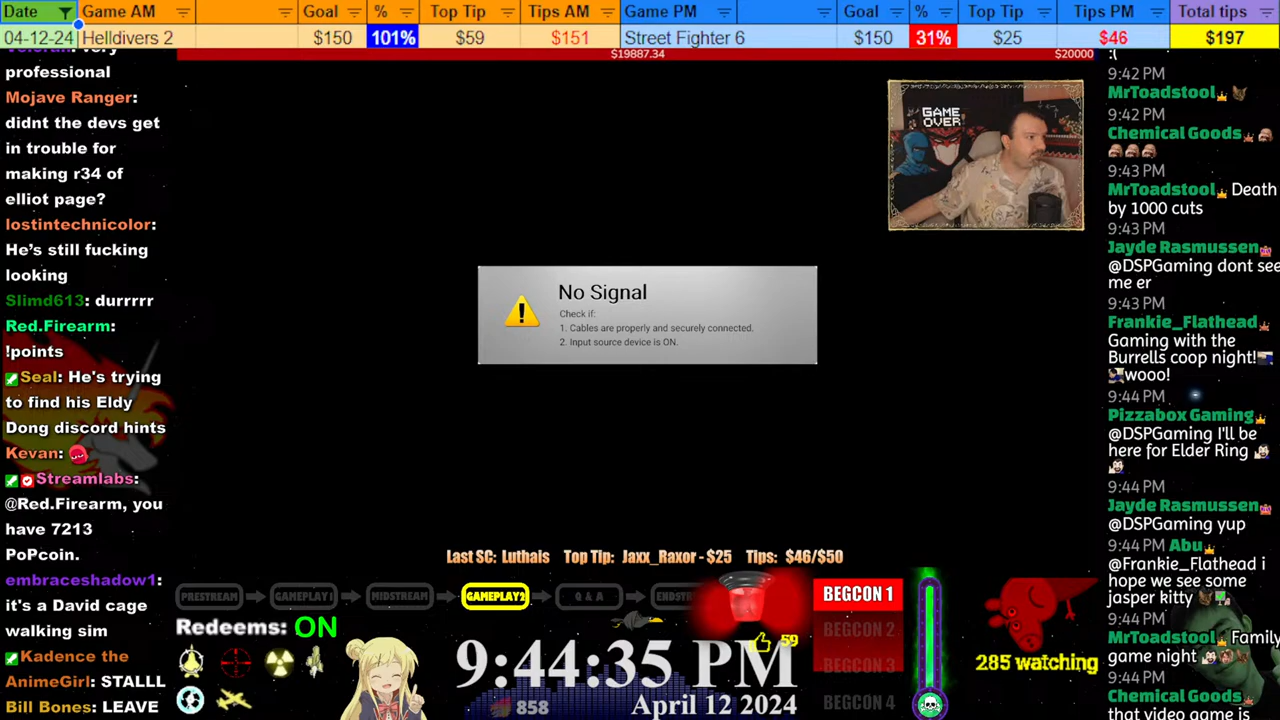 Date Game AM Goal % Top Tip Tips AM Game PM Goal % Top Tip Tips PM Total tips
04-12-24 Helldivers 2 $150 101% $59 $151 Street Fighter 6 $150 31% $25 $46 $197
$19887.34 $20000
very
professional
Mojave Ranger:
didnt the devs get
in trouble for
making r34 of
elliot page?
lostintechnicolor:
He's still fucking
looking
Slimd613: durrrrr
Red.Firearm:
!points
Seal: He's trying
to find his Eldy
Dong discord hints
Kevan:
Streamlabs:
@Red.Firearm, you
have 7213
PoPcoin.
embraceshadow1:
it's a David cage
walking sim
Kadence the
AnimeGirl: STALLL
Bill Bones: LEAVE
GAME
OVER
No Signal
Check if:
1. Cables are properly and securely connected.
2. Input source device is ON.
Last SC: Luthais Top Tip: Jaxx_Raxor - $25 Tips: $46/$50
PRESTREAM GAMEPLAY 1 MIDSTREAM GAMEPLAY2 Q & A
Redeems: ON
59
9:44:35 PM
858
April 12 2024
BEGCON 1
BEGCON 2
BEGCON 3
BEGCON 4
285 watching
:(
9:42 PM
MrToadstool
9:42 PM
Chemical Goods
9:43 PM
MrToadstool Death
by 1000 cuts
9:43 PM
Jayde Rasmussen
@DSPGaming dont see
me er
9:43 PM
Frankie_Flathead
Gaming with the
Burrells coop night!
wooo!
9:44 PM
Pizzabox Gaming
@DSPGaming I'll be
here for Elder Ring
9:44 PM
Jayde Rasmussen
@DSPGaming yup
9:44 PM Abu
@Frankie_Flathead i
hope we see some
jasper kitty
9:44 PM
MrToadstool Family
game night
9:44 PM
Chemical Goods
that video game is